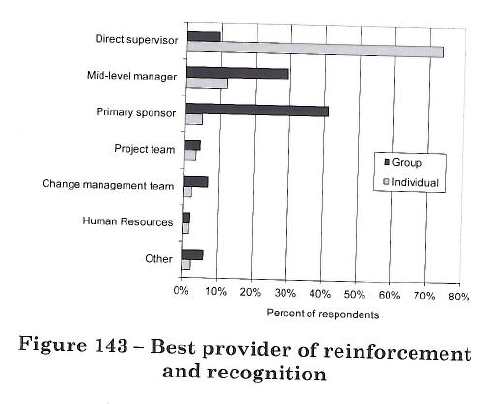 Direct supervisor
Mid-level manager
Primary sponsor
Project team
Change management team
Human Resources
Other
Group
Individual
0% 10% 20% 30% 40% 50% 60% 70% 80%
Percent of respondents
Figure 143 – Best provider of reinforcement
and recognition